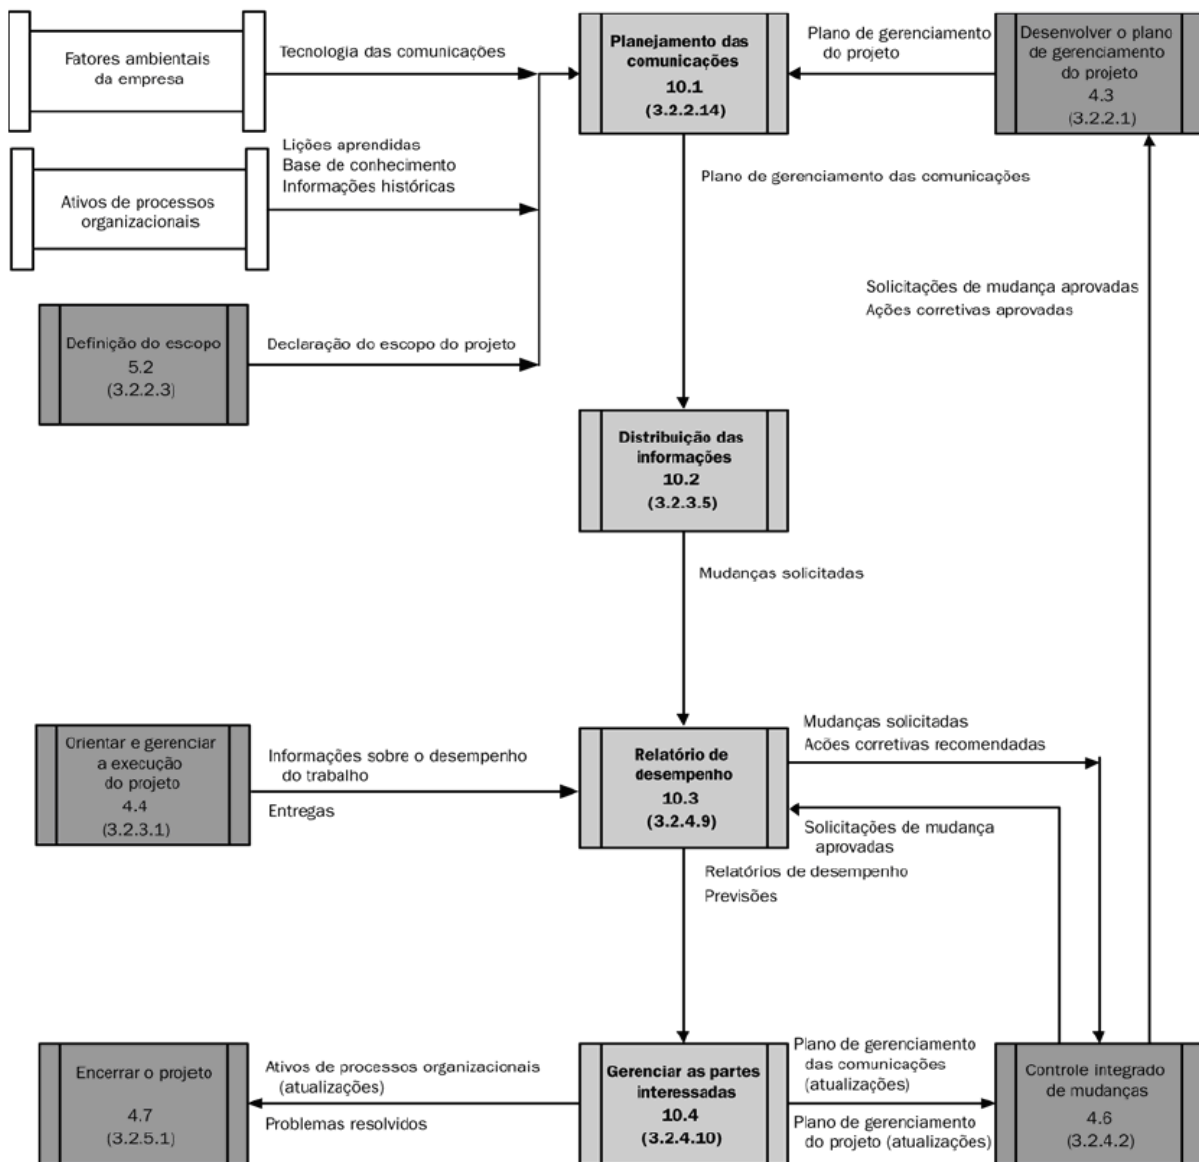 Fatores ambientais
da empresa
Tecnologia das comunicações
Planejamento das
comunicações
10.1
(3.2.2.14)
Plano de gerenciamento
do projeto
Desenvolver o plano
de gerenciamento
do projeto
4.3
(3.2.2.1)
Lições aprendidas
Base de conhecimento
Informações históricas
Ativos de processos
organizacionais
Plano de gerenciamento das comunicações
Solicitações de mudança aprovadas
Ações corretivas aprovadas
Definição do escopo
5.2
(3.2.2.3)
Declaração do escopo do projeto
Distribuição das
informações
10.2
(3.2.3.5)
Mudanças solicitadas
Orientar e gerenciar
a execução
do projeto
4.4
(3.2.3.1)
Informações sobre o desempenho
do trabalho
Entregas
Relatório de
desempenho
10.3
(3.2.4.9)
Mudanças solicitadas
Acões corretivas recomendadas
Solicitações de mudança
aprovadas
Relatórios de desempenho
Previsões
Encerrar o projeto
4.7
(3.2.5.1)
Ativos de processos organizacionais
(atualizações)
Problemas resolvidos
Gerenciar as partes
interessadas
10.4
(3.2.4.10)
Plano de gerenciamento
das comunicações
(atualizações)
Plano de gerenciamento
do projeto (atualizações)
Controle integrado
de mudanças
4.6
(3.2.4.2)